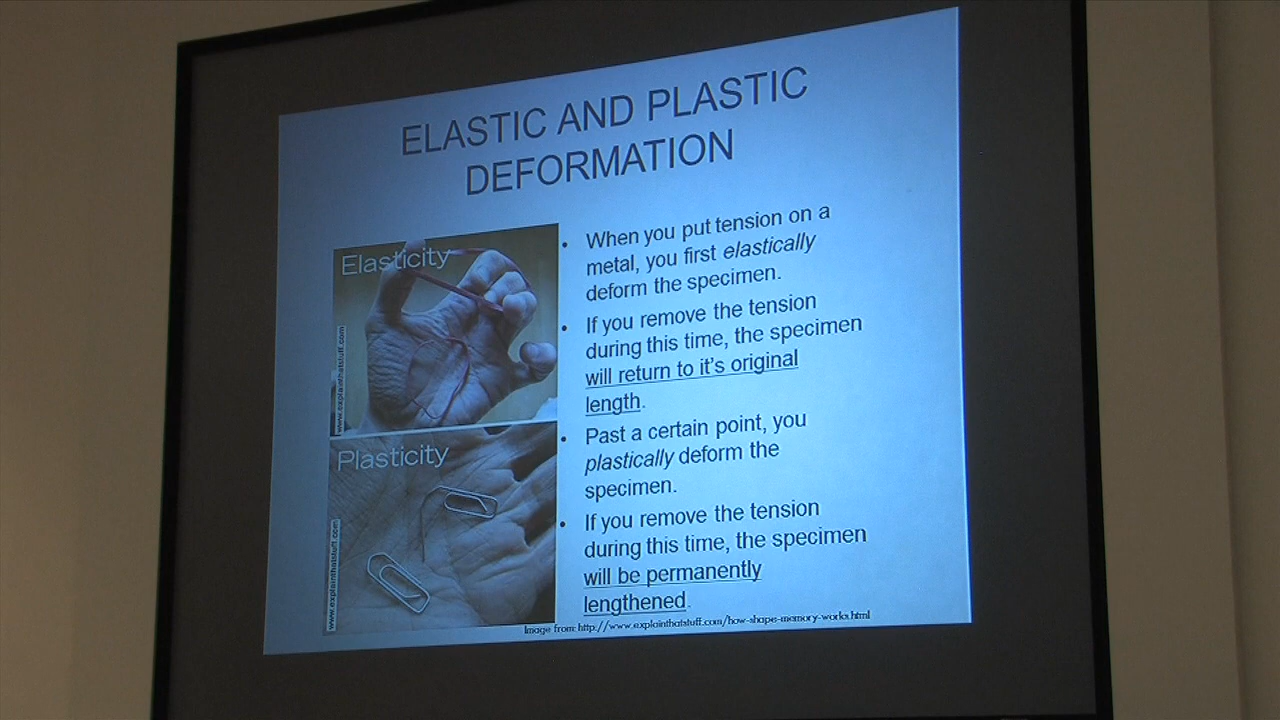 ELASTIC AND PLASTIC
DEFORMATION
Elasticity
www.explainthatstuff.com
Plasticity
www.explainthatstuff.com
• When you put tension on a
metal, you first elastically
deform the specimen.
• If you remove the tension
during this time, the specimen
will return to it's original
length.
• Past a certain point, you
plastically deform the
specimen.
• If you remove the tension
during this time, the specimen
will be permanently
lengthened.
Image from: http://www.explainthatstuff.com/how-shape-memory-works.html